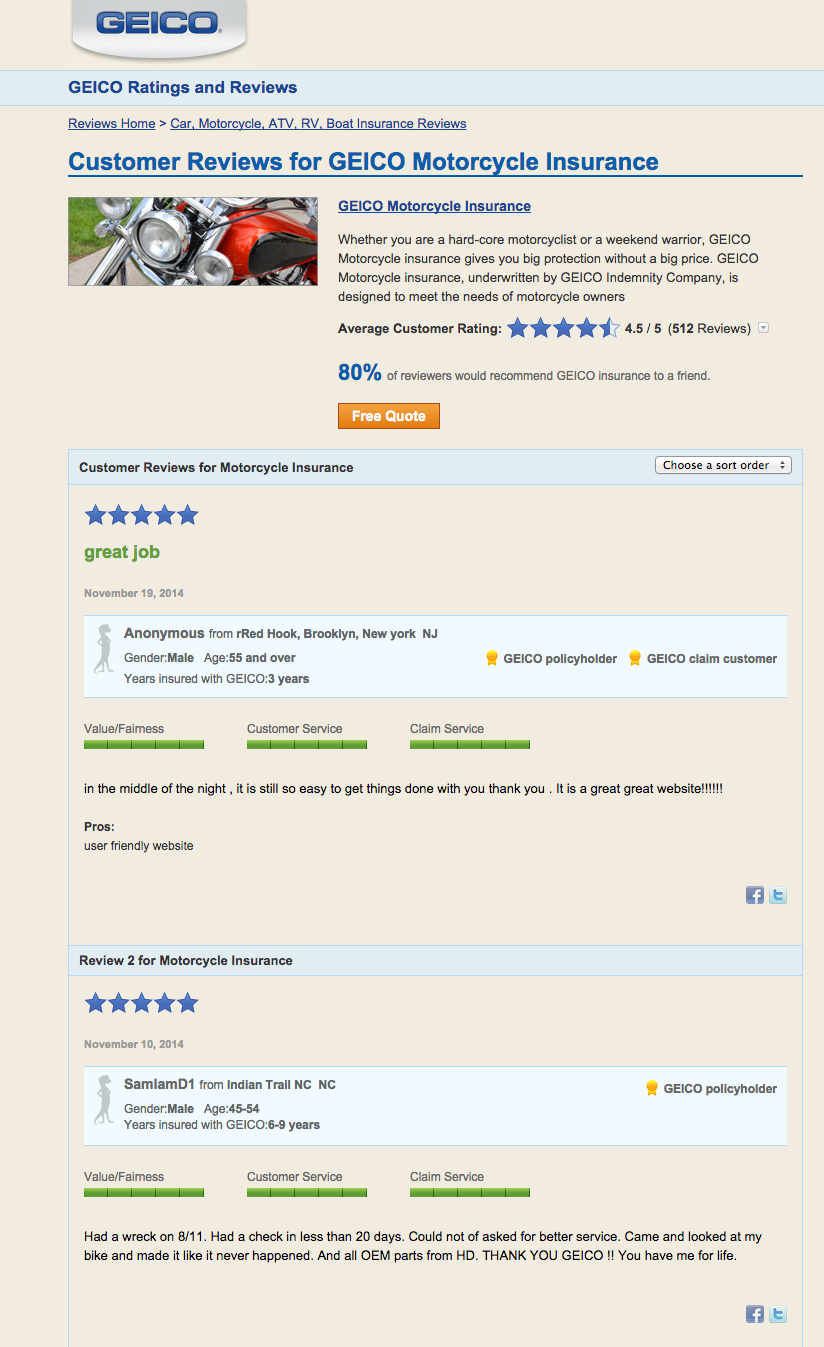 GEICO
GEICO Ratings and Reviews
Reviews Home > Car, Motorcycle, ATV, RV, Boat Insurance Reviews
Customer Reviews for GEICO Motorcycle Insurance
GEICO Motorcycle Insurance
Whether you are a hard-core motorcyclist or a weekend warrior, GEICO
Motorcycle insurance gives you big protection without a big price. GEICO
Motorcycle insurance, underwritten by GEICO Indemnity Company, is
designed to meet the needs of motorcycle owners
Average Customer Rating: 4.5 / 5 (512 Reviews)
80% of reviewers would recommend GEICO insurance to a friend.
Free Quote
Customer Reviews for Motorcycle Insurance Choose a sort order
great job
November 19, 2014
Anonymous from rRed Hook, Brooklyn, New york NJ
Gender:Male Age:55 and over GEICO policyholder GEICO claim customer
Years insured with GEICO:3 years
Value/Fairness Customer Service Claim Service
in the middle of the night , it is still so easy to get things done with you thank you . It is a great great website!!!!!!
Pros:
user friendly website
Review 2 for Motorcycle Insurance
November 10, 2014
SamIamD1 from Indian Trail NC NC GEICO policyholder
Gender:Male Age:45-54
Years insured with GEICO:6-9 years
Value/Fairness Customer Service Claim Service
Had a wreck on 8/11. Had a check in less than 20 days. Could not of asked for better service. Came and looked at my
bike and made it like it never happened. And all OEM parts from HD. THANK YOU GEICO !! You have me for life.